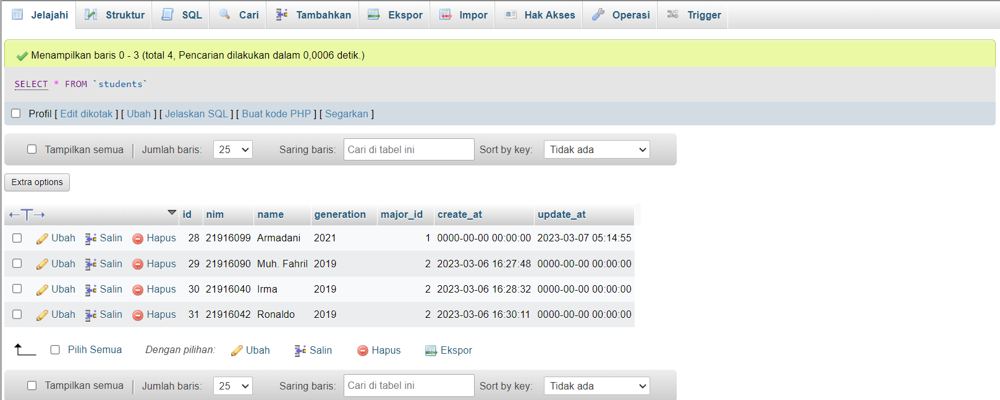 Jelajahi Struktur SQL Cari Tambahkan Ekspor Impor Hak Akses Operasi Trigger
Menampilkan baris 0 - 3 (total 4, Pencarian dilakukan dalam 0,0006 detik.)
SELECT * FROM `students`
Profil [ Edit dikotak ] [ Ubah ] [ Jelaskan SQL ] [ Buat kode PHP ] [ Segarkan ]
Tampilkan semua | Jumlah baris: 25 Saring baris: Cari di tabel ini Sort by key: Tidak ada
Extra options
id nim name generation major_id create_at update_at
Ubah Salin Hapus 28 21916099 Armadani 2021 1 0000-00-00 00:00:00 2023-03-07 05:14:55
Ubah Salin Hapus 29 21916090 Muh. Fahril 2019 2 2023-03-06 16:27:48 0000-00-00 00:00:00
Ubah Salin Hapus 30 21916040 Irma 2019 2 2023-03-06 16:28:32 0000-00-00 00:00:00
Ubah Salin Hapus 31 21916042 Ronaldo 2019 2 2023-03-06 16:30:11 0000-00-00 00:00:00
Pilih Semua Dengan pilihan: Ubah Salin Hapus Ekspor
Tampilkan semua | Jumlah baris: 25 Saring baris: Cari di tabel ini Sort by key: Tidak ada